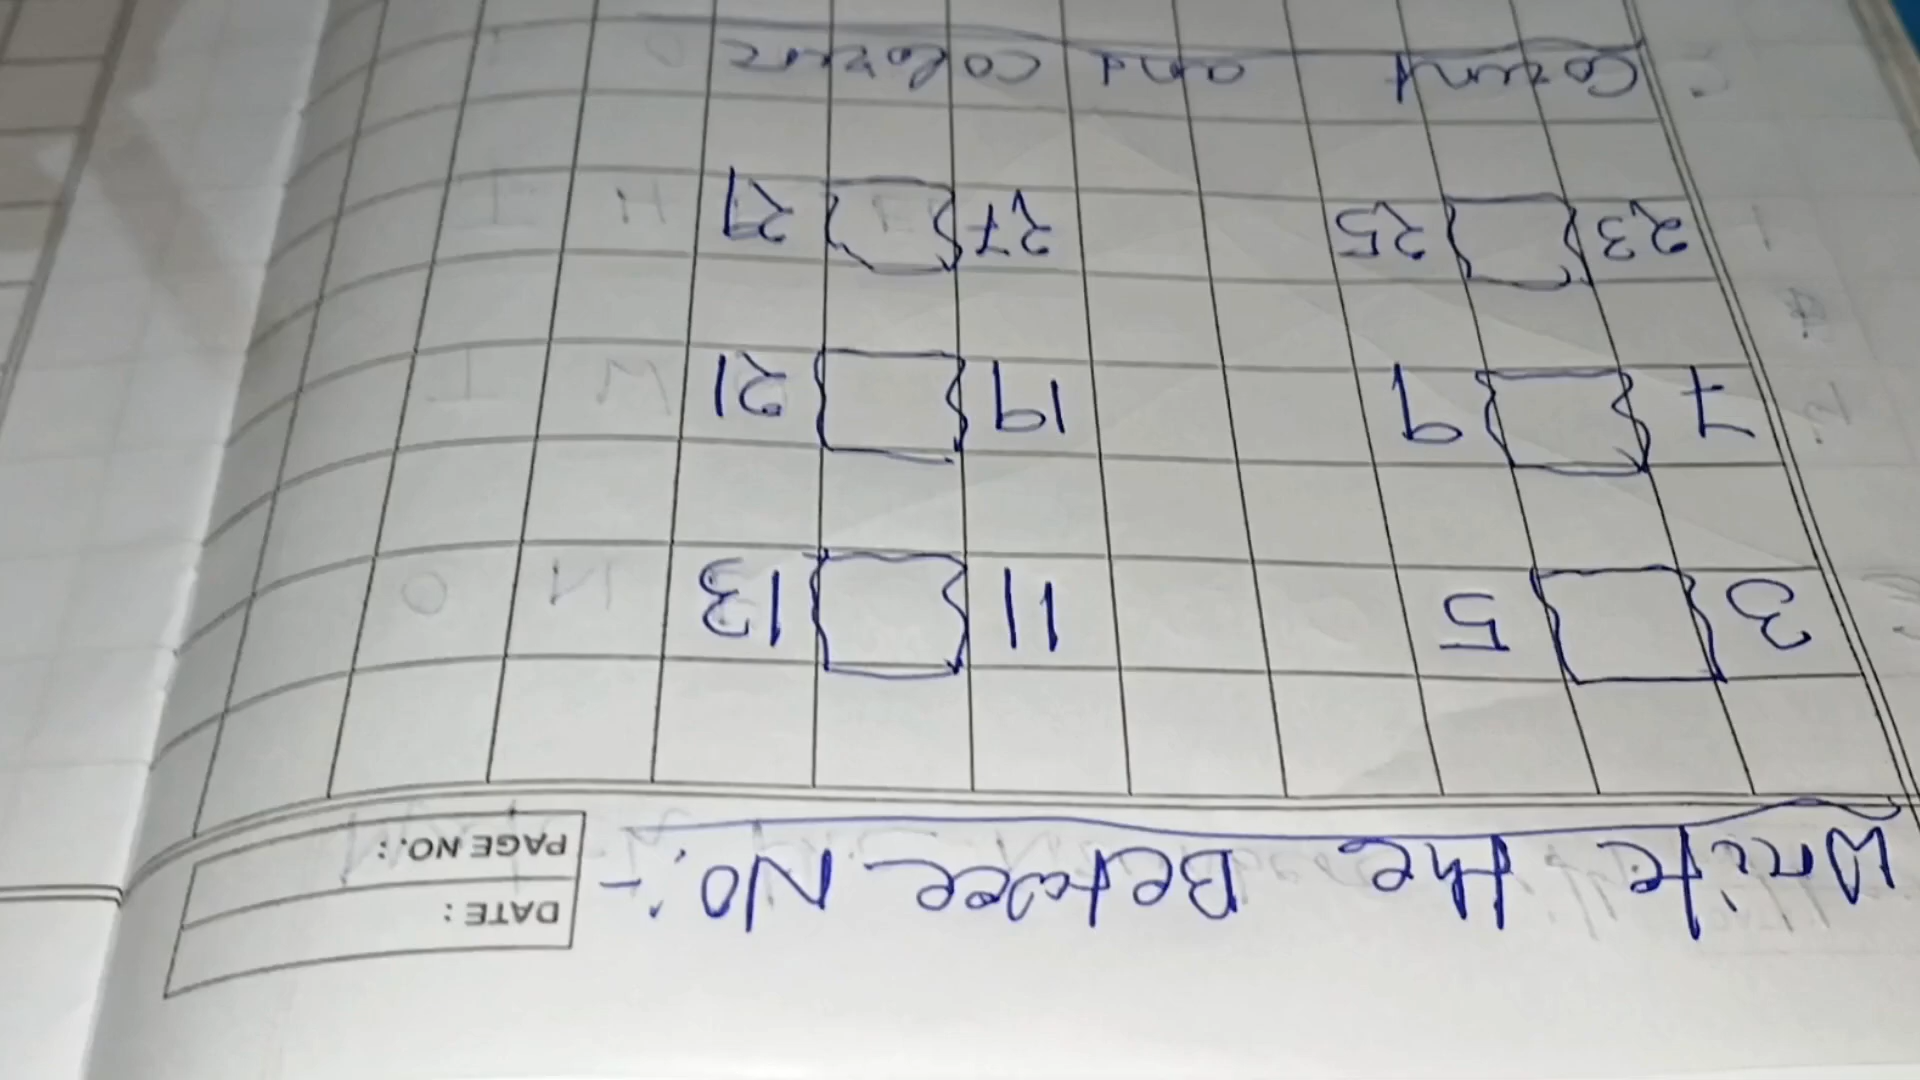 DATE :
PAGE NO. :
Write the Betwee NO. :-
3 5 11 13
7 9 19 21
23 25 27 29
Count and colour